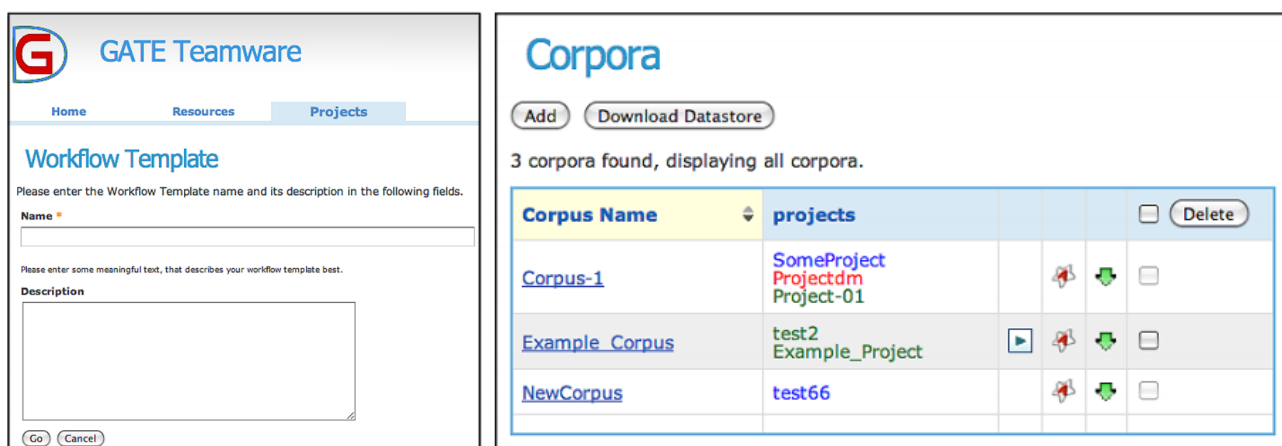 G
GATE Teamware
Home Resources Projects
Workflow Template
Please enter the Workflow Template name and its description in the following fields.
Name *
Please enter some meaningful text, that describes your workflow template best.
Description
Go Cancel
Corpora
Add Download Datastore
3 corpora found, displaying all corpora.
Corpus Name projects Delete
Corpus-1 SomeProject
Projectdm
Project-01
Example_Corpus test2
Example_Project
NewCorpus test66